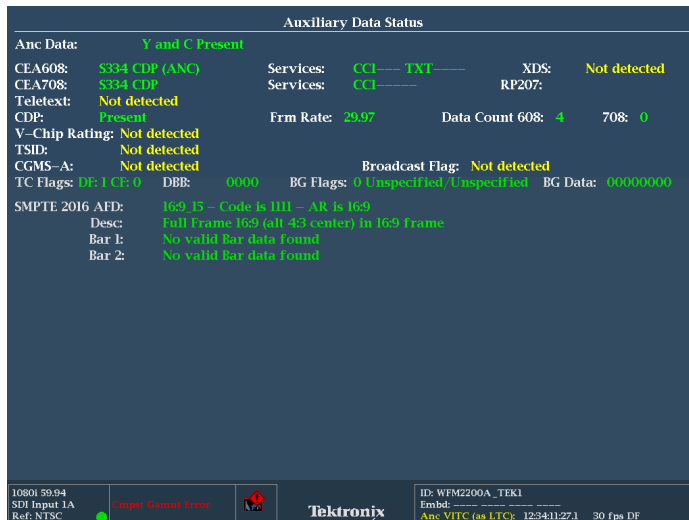 Auxiliary Data Status
Anc Data: Y and C Present
CEA608: S334 CDP (ANC) Services: CC1--- TXT---- XDS: Not detected
CEA708: S334 CDP Services: CC1----- RP207:
Teletext: Not detected
CDP: Present Frm Rate: 29.97 Data Count 608: 4 708: 0
V-Chip Rating: Not detected
TSID: Not detected
CGMS-A: Not detected Broadcast Flag: Not detected
TC Flags: DF: 1 CF: 0 DBB: 0000 BG Flags: 0 Unspecified/Unspecified BG Data: 00000000
SMPTE 2016 AFD: 16:9_15 - Code is 1111 - AR is 16:9
Desc: Full Frame 16:9 (alt 4:3 center) in 16:9 frame
Bar 1: No valid Bar data found
Bar 2: No valid Bar data found
1080i 59.94
SDI Input 1A
Ref: NTSC
Cmpst Gamut Error
Tektronix
ID: WFM2200A_TEK1
Embd: ---- ---- ---- ----
Anc VITC (as LTC): 12:34:11:27.1 30 fps DF